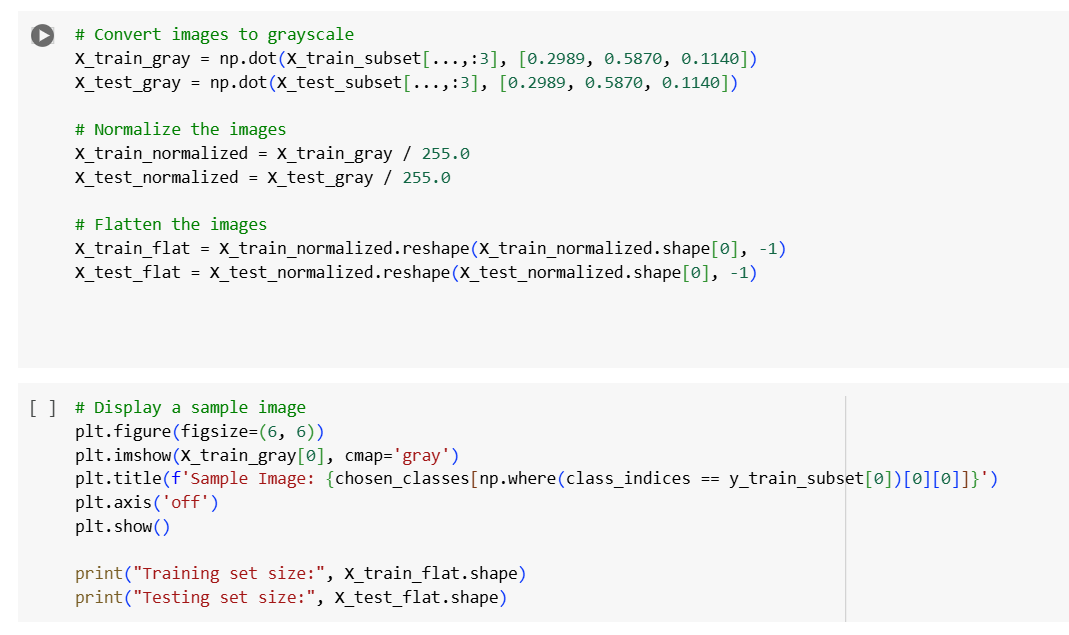 # Convert images to grayscale
X_train_gray = np.dot(X_train_subset[...,:3], [0.2989, 0.5870, 0.1140])
X_test_gray = np.dot(X_test_subset[...,:3], [0.2989, 0.5870, 0.1140])
# Normalize the images
X_train_normalized = X_train_gray / 255.0
X_test_normalized = X_test_gray / 255.0
# Flatten the images
X_train_flat = X_train_normalized.reshape(X_train_normalized.shape[0], -1)
X_test_flat = X_test_normalized.reshape(X_test_normalized.shape[0], -1)
[ ] # Display a sample image
plt.figure(figsize=(6, 6))
plt.imshow(X_train_gray[0], cmap='gray')
plt.title(f'Sample Image: {chosen_classes[np.where(class_indices == y_train_subset[0])[0][0]]}')
plt.axis('off')
plt.show()
print("Training set size:", X_train_flat.shape)
print("Testing set size:", X_test_flat.shape)